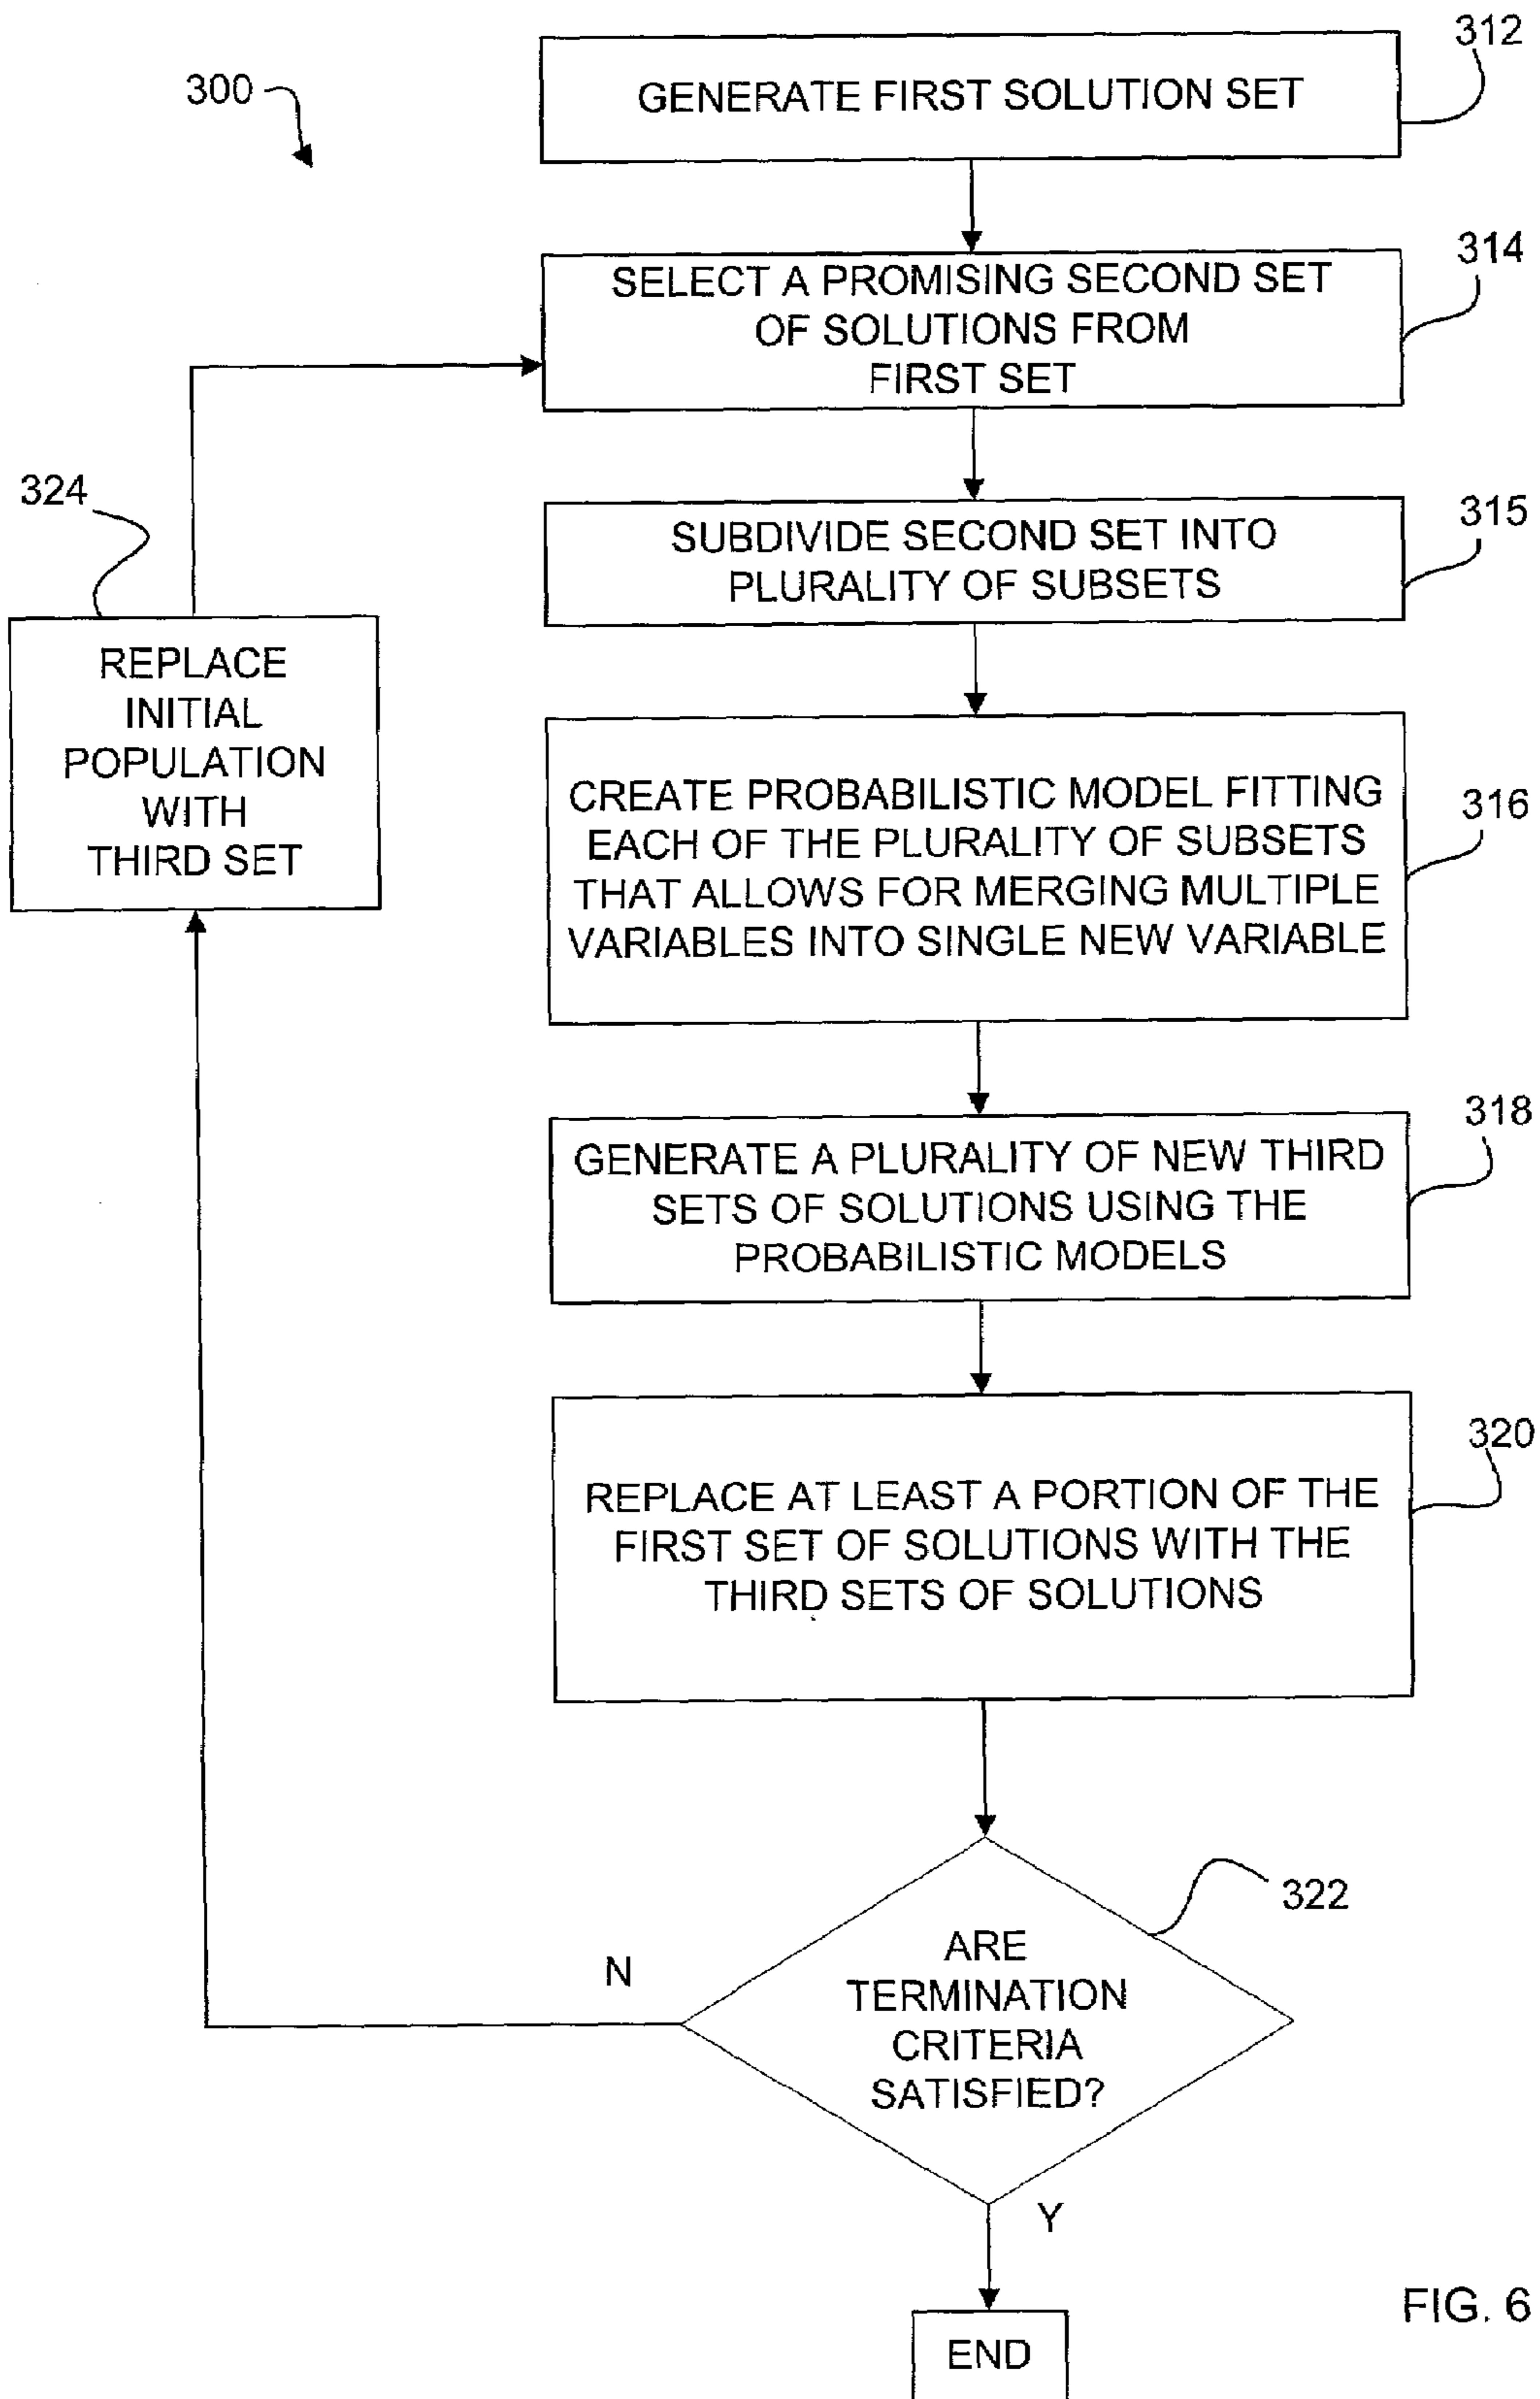 300
312
GENERATE FIRST SOLUTION SET
314
SELECT A PROMISING SECOND SET
OF SOLUTIONS FROM
FIRST SET
315
SUBDIVIDE SECOND SET INTO
PLURALITY OF SUBSETS
324
REPLACE
INITIAL
POPULATION
WITH
THIRD SET
316
CREATE PROBABILISTIC MODEL FITTING
EACH OF THE PLURALITY OF SUBSETS
THAT ALLOWS FOR MERGING MULTIPLE
VARIABLES INTO SINGLE NEW VARIABLE
318
GENERATE A PLURALITY OF NEW THIRD
SETS OF SOLUTIONS USING THE
PROBABILISTIC MODELS
320
REPLACE AT LEAST A PORTION OF THE
FIRST SET OF SOLUTIONS WITH THE
THIRD SETS OF SOLUTIONS
322
ARE
TERMINATION
CRITERIA
SATISFIED?
N
Y
END
FIG. 6